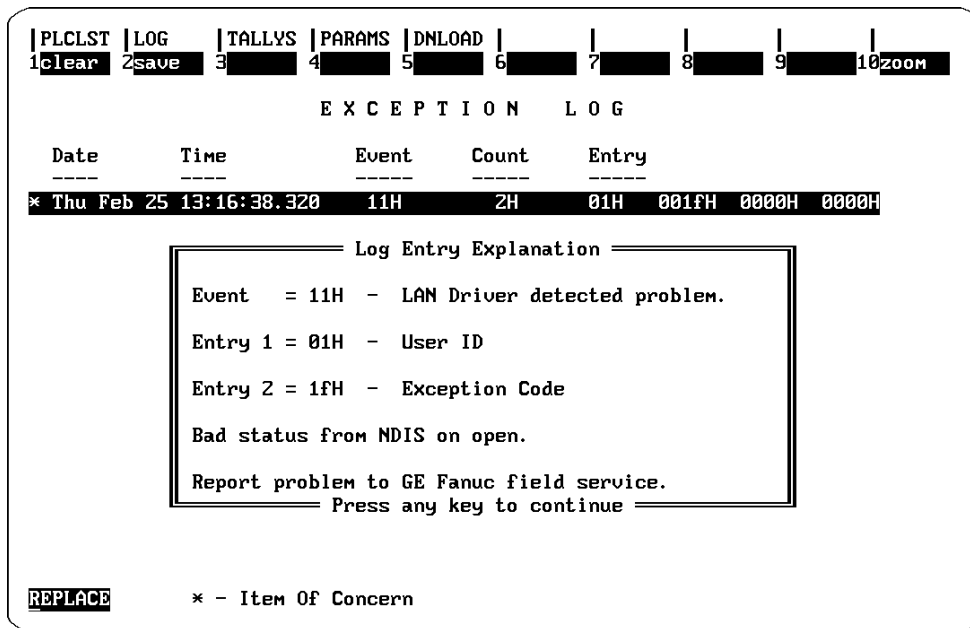 |PLCLST |LOG |TALLYS |PARAMS |DNLOAD | | | | |
1clear 2save 3 4 5 6 7 8 9 10zoom
E X C E P T I O N L O G
Date Time Event Count Entry
---- ---- ----- ----- -----
* Thu Feb 25 13:16:38.320 11H 2H 01H 001fH 0000H 0000H
Log Entry Explanation
Event = 11H - LAN Driver detected problem.
Entry 1 = 01H - User ID
Entry 2 = 1fH - Exception Code
Bad status from NDIS on open.
Report problem to GE Fanuc field service.
Press any key to continue
REPLACE * - Item Of Concern